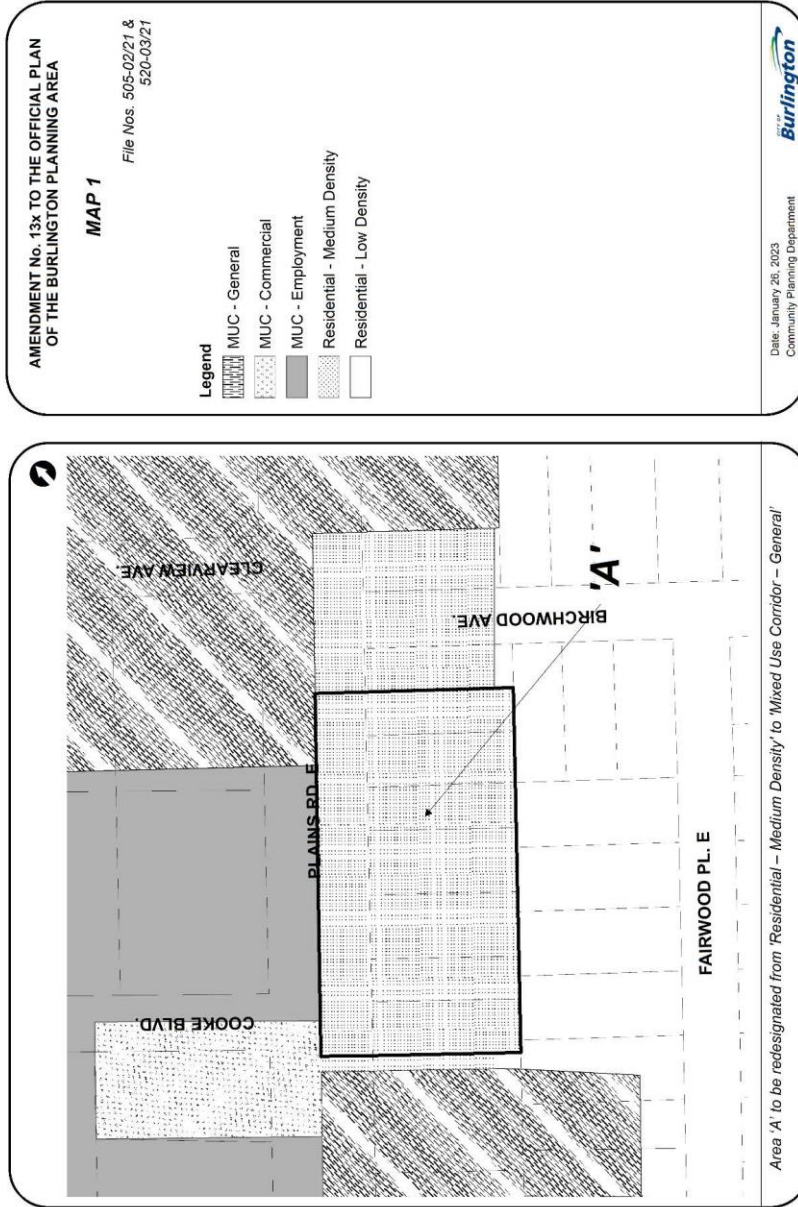 CLEARVIEW AVE.
COOKE BLVD.
PLAINS RD. E
BIRCHWOOD AVE.
'A'
FAIRWOOD PL. E
Area 'A' to be redesignated from 'Residential – Medium Density' to 'Mixed Use Corridor – General'
AMENDMENT No. 13x TO THE OFFICIAL PLAN
OF THE BURLINGTON PLANNING AREA
MAP 1
File Nos. 505-02/21 &
520-03/21
Legend
MUC - General
MUC - Commercial
MUC - Employment
Residential - Medium Density
Residential - Low Density
Date: January 26, 2023
Community Planning Department
CITY OF
Burlington